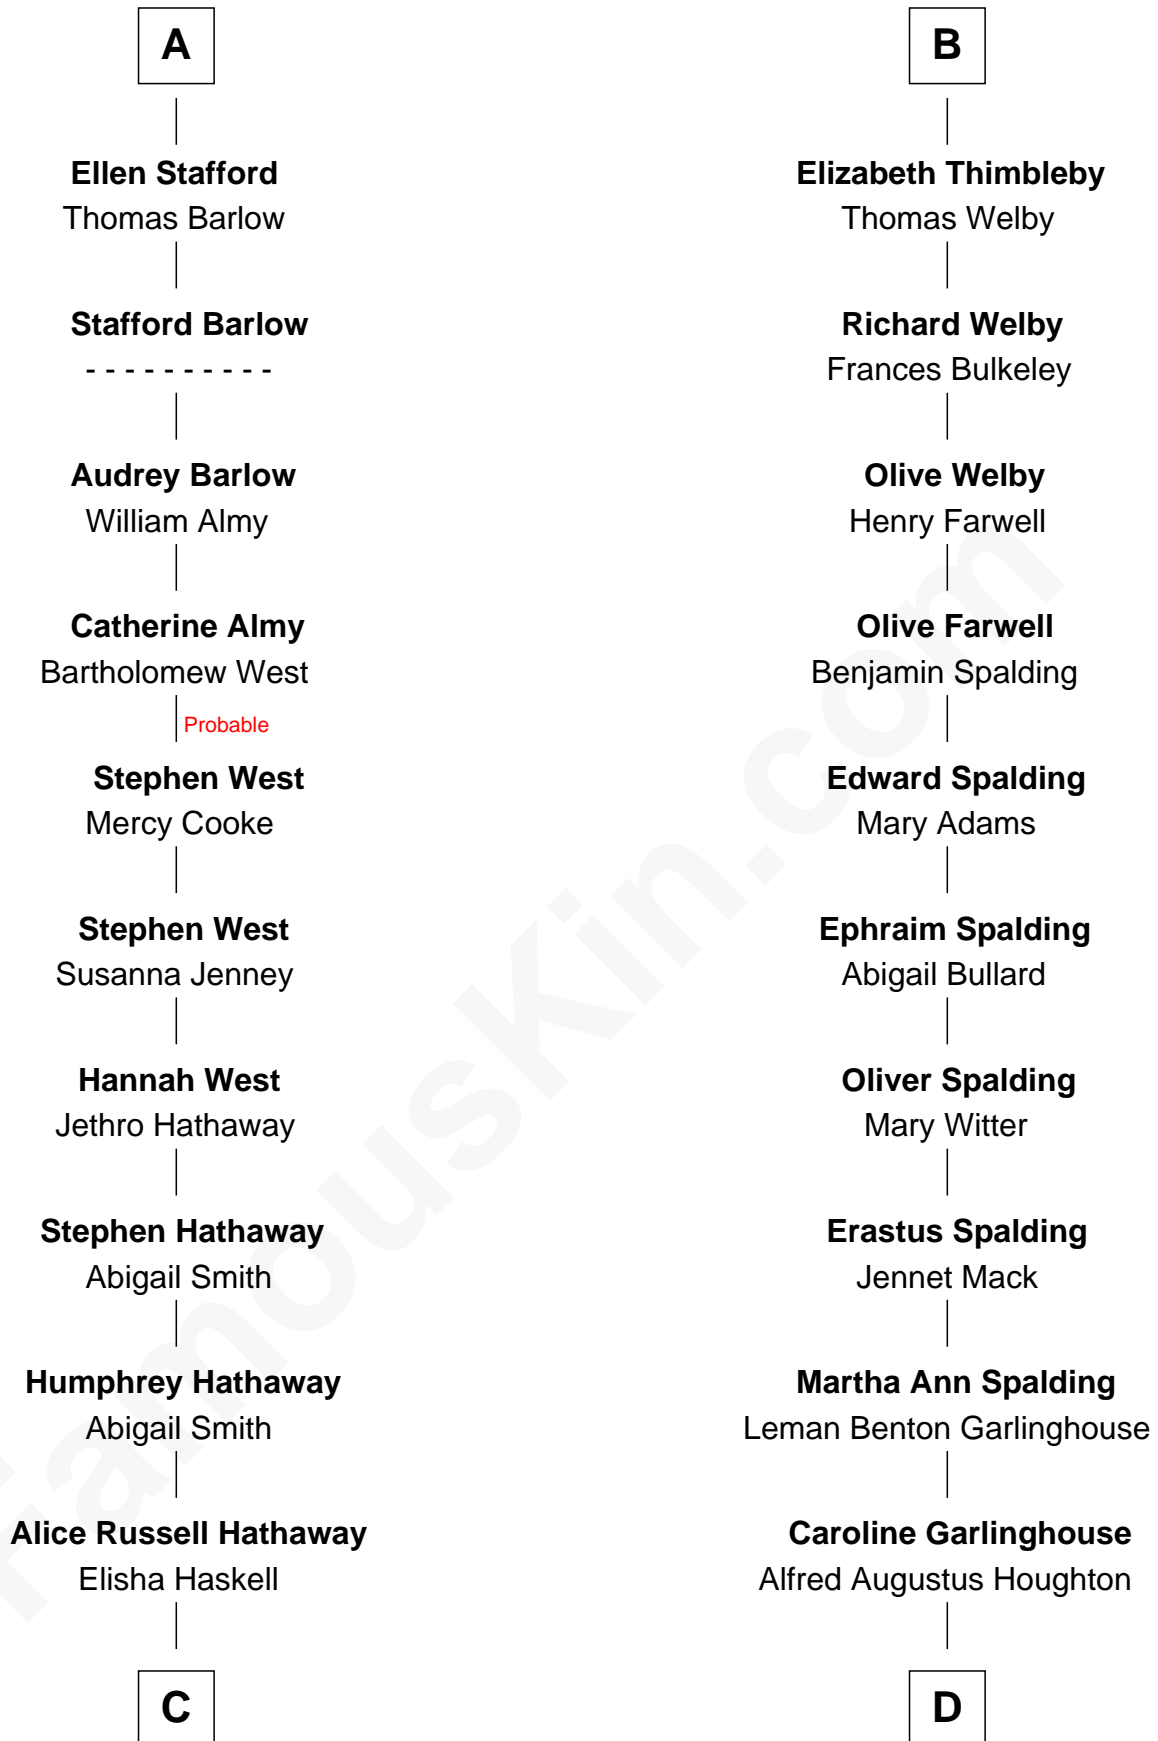 A
Ellen Stafford
Thomas Barlow
Stafford Barlow
- - - - - - - - - -
Audrey Barlow
William Almy
Catherine Almy
Bartholomew West
Probable
Stephen West
Mercy Cooke
Stephen West
Susanna Jenney
Hannah West
Jethro Hathaway
Stephen Hathaway
Abigail Smith
Humphrey Hathaway
Abigail Smith
Alice Russell Hathaway
Elisha Haskell
C
B
Elizabeth Thimbleby
Thomas Welby
Richard Welby
Frances Bulkeley
Olive Welby
Henry Farwell
Olive Farwell
Benjamin Spalding
Edward Spalding
Mary Adams
Ephraim Spalding
Abigail Bullard
Oliver Spalding
Mary Witter
Erastus Spalding
Jennet Mack
Martha Ann Spalding
Leman Benton Garlinghouse
Caroline Garlinghouse
Alfred Augustus Houghton
D
FamousKin.com